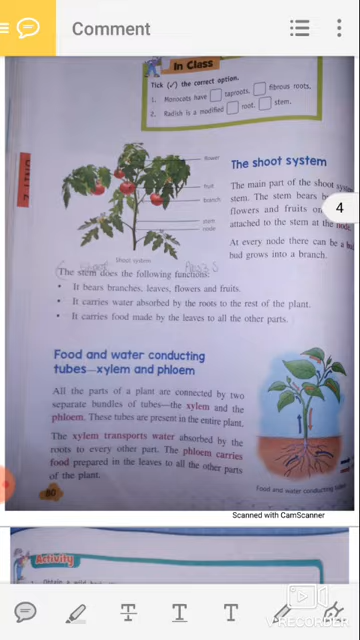 Comment
In Class
Tick (✓) the correct option.
1. Monocots have □ taproots. □ fibrous roots.
2. Radish is a modified □ root. □ stem.
flower
fruit
branch
stem
node
Shoot system
UNIT 2
The shoot system
The main part of the shoot system
stem. The stem bears
flowers and fruits on
attached to the stem at the node.
At every node there can be a
bud grows into a branch.
4
The stem does the following functions:
• It bears branches, leaves, flowers and fruits.
• It carries water absorbed by the roots to the rest of the plant.
• It carries food made by the leaves to all the other parts.
Food and water conducting
tubes—xylem and phloem
All the parts of a plant are connected by two
separate bundles of tubes—the xylem and the
phloem. These tubes are present in the entire plant.
The xylem transports water absorbed by the
roots to every other part. The phloem carries
food prepared in the leaves to all the other parts
of the plant.
Food and water conducting tubes
80
Scanned with CamScanner
Activity
V.RECORDER